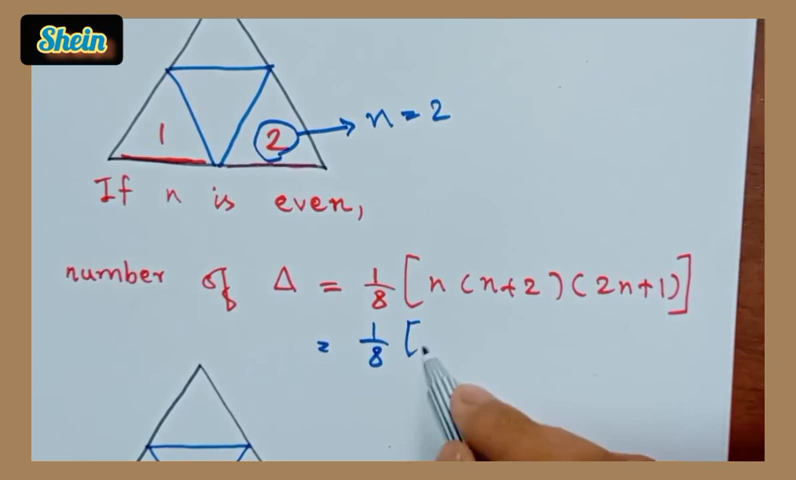 Shein
n = 2
1 2
If n is even,
number of Δ = 1/8 [n (n+2) (2n+1)]
= 1/8 [